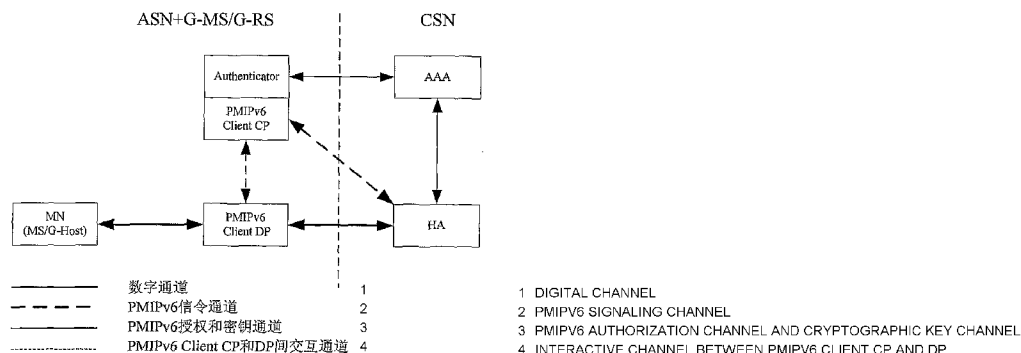 ASN+G-MS/G-RS CSN
Authenticator AAA
PMIPv6
Client CP
MN
(MS/G-Host)
PMIPv6
Client DP
HA
数字通道 1
PMIPv6信令通道 2
PMIPv6授权和密钥通道 3
PMIPv6 Client CP和DP间交互通道 4
1 DIGITAL CHANNEL
2 PMIPV6 SIGNALING CHANNEL
3 PMIPV6 AUTHORIZATION CHANNEL AND CRYPTOGRAPHIC KEY CHANNEL
4 INTERACTIVE CHANNEL BETWEEN PMIPV6 CLIENT CP AND DP